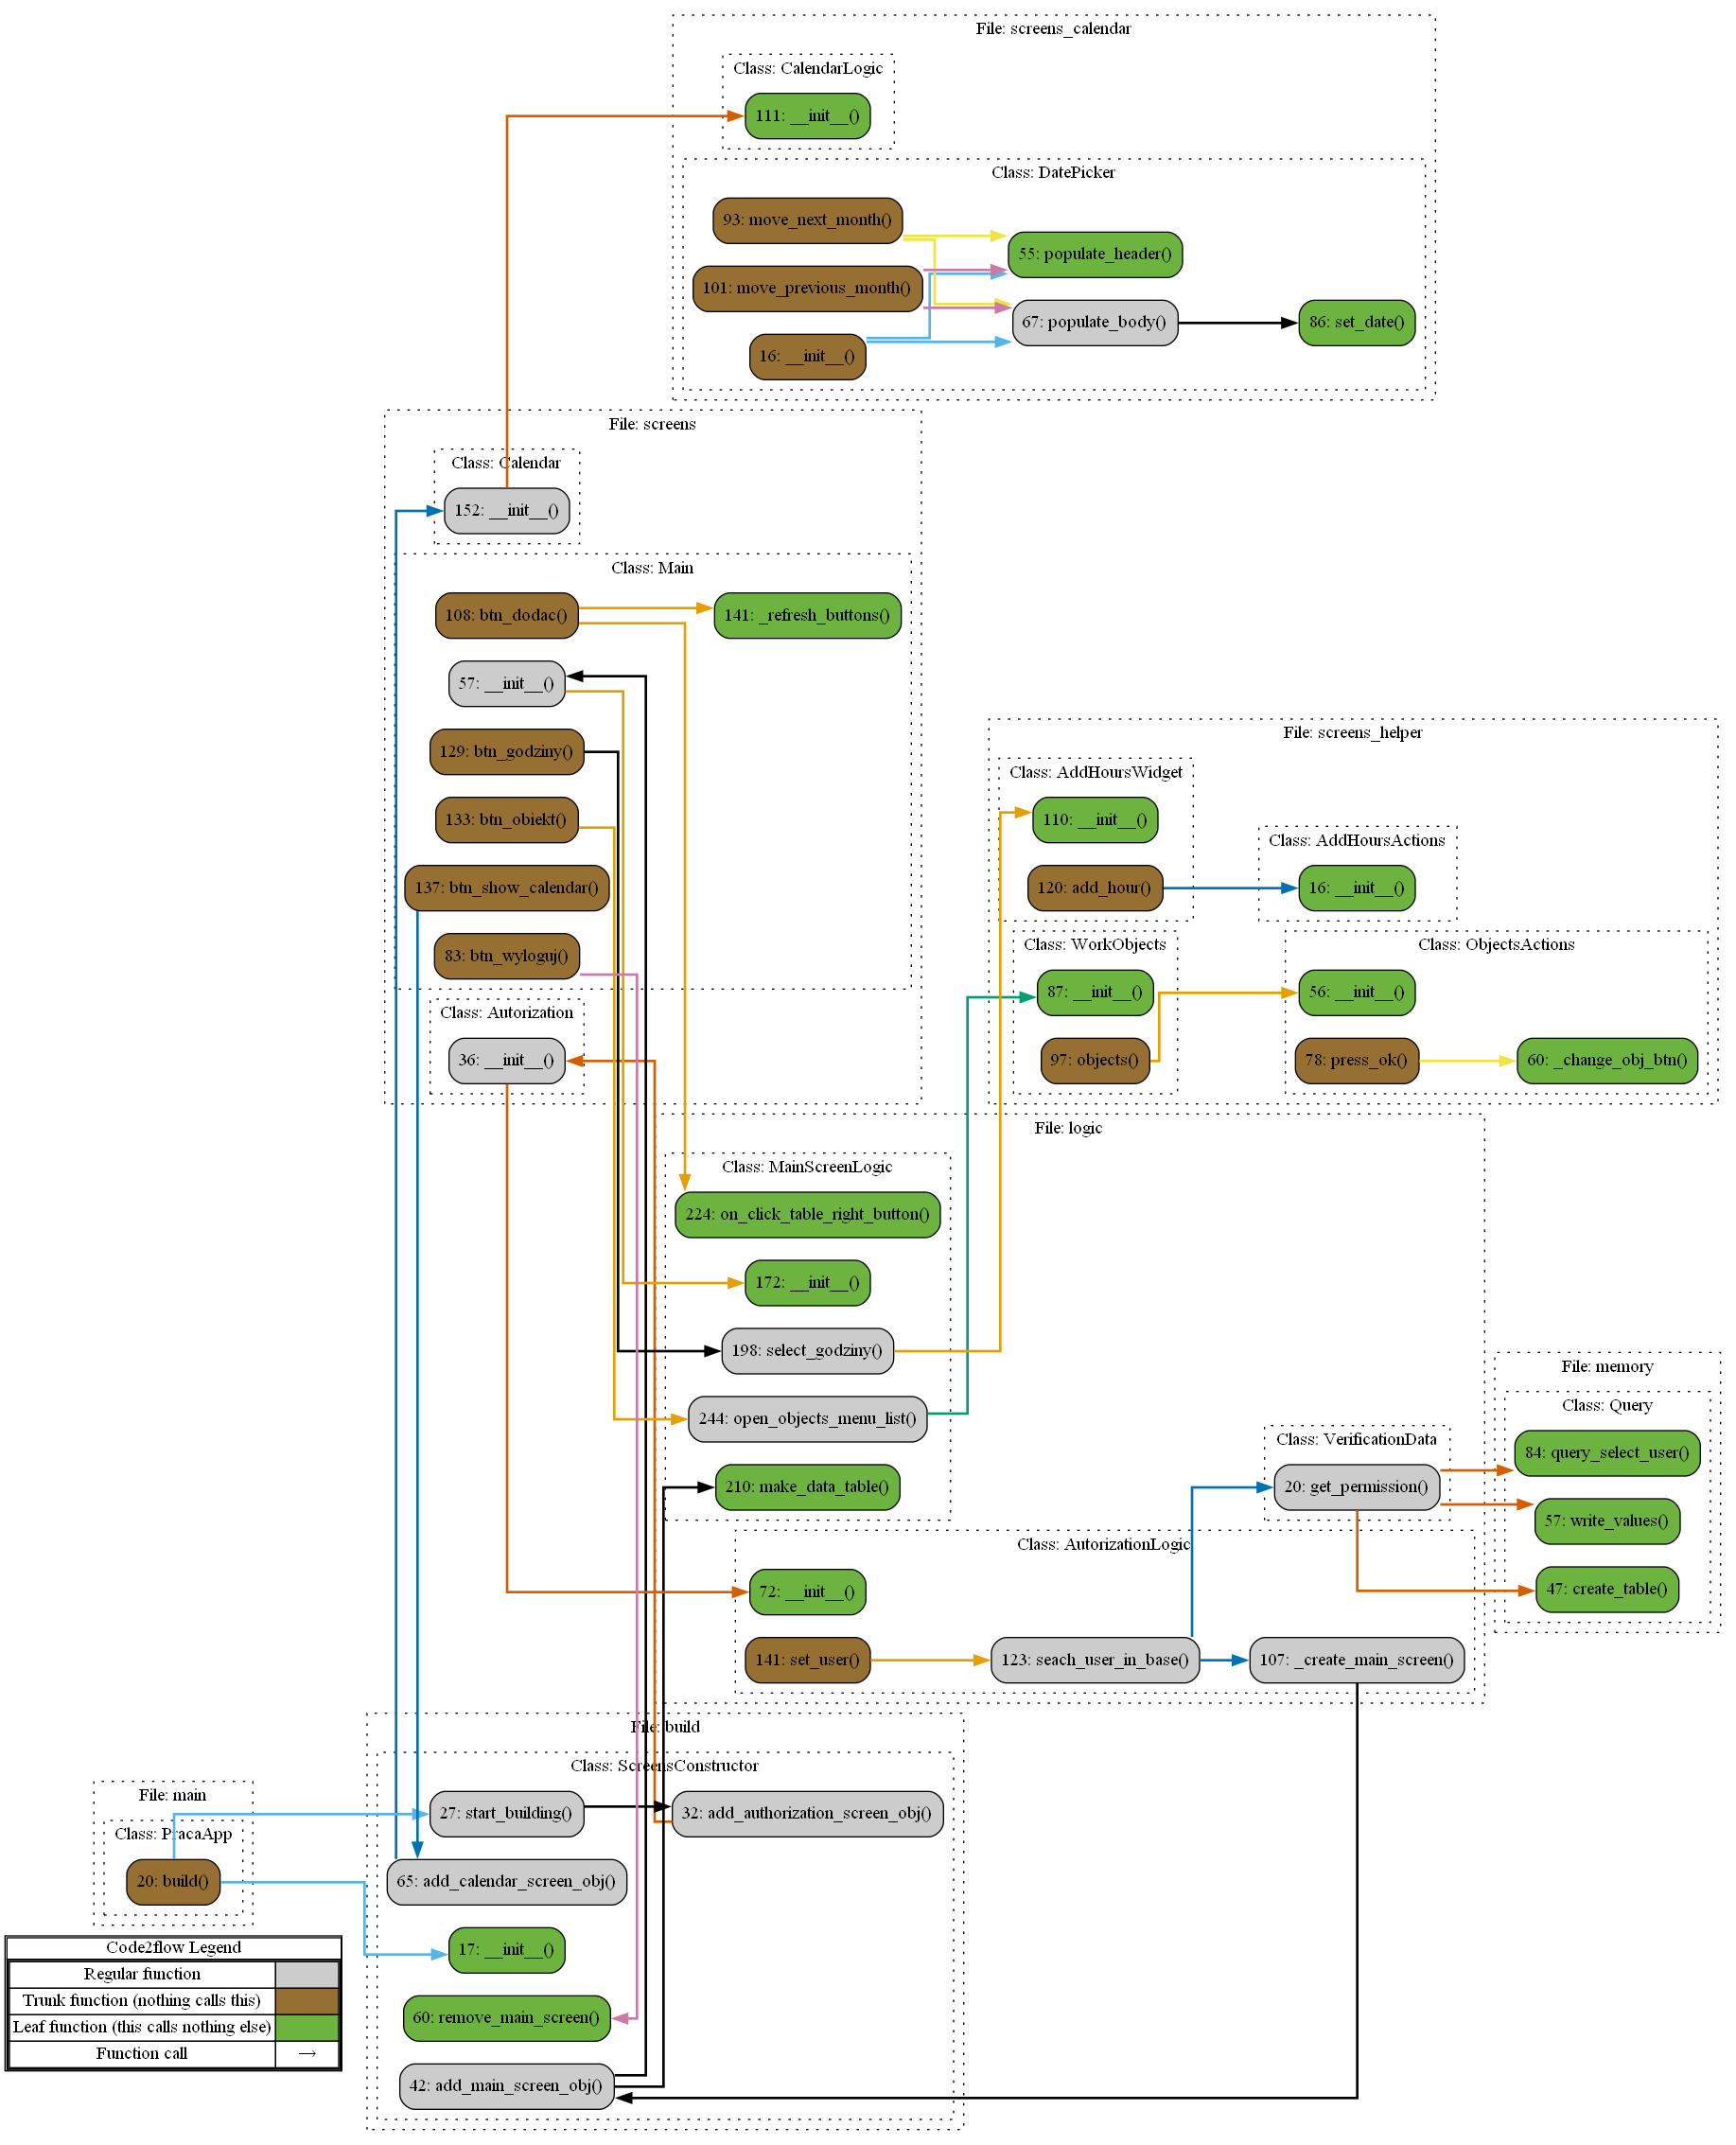 File: screens_calendar
Class: CalendarLogic
111: __init__()
Class: DatePicker
93: move_next_month()
55: populate_header()
101: move_previous_month()
67: populate_body()
86: set_date()
16: __init__()
File: screens
Class: Calendar
152: __init__()
Class: Main
108: btn_dodac()
141: _refresh_buttons()
57: __init__()
129: btn_godziny()
133: btn_obiekt()
137: btn_show_calendar()
83: btn_wyloguj()
Class: Autorization
36: __init__()
File: screens_helper
Class: AddHoursWidget
110: __init__()
120: add_hour()
Class: AddHoursActions
16: __init__()
Class: WorkObjects
87: __init__()
97: objects()
Class: ObjectsActions
56: __init__()
78: press_ok()
60: _change_obj_btn()
File: logic
Class: MainScreenLogic
224: on_click_table_right_button()
172: __init__()
198: select_godziny()
244: open_objects_menu_list()
210: make_data_table()
Class: VerificationData
20: get_permission()
Class: AutorizationLogic
72: __init__()
141: set_user()
123: seach_user_in_base()
107: _create_main_screen()
File: memory
Class: Query
84: query_select_user()
57: write_values()
47: create_table()
File: build
Class: ScreensConstructor
27: start_building()
32: add_authorization_screen_obj()
65: add_calendar_screen_obj()
17: __init__()
60: remove_main_screen()
42: add_main_screen_obj()
File: main
Class: PracaApp
20: build()
Code2flow Legend
Regular function
Trunk function (nothing calls this)
Leaf function (this calls nothing else)
Function call →